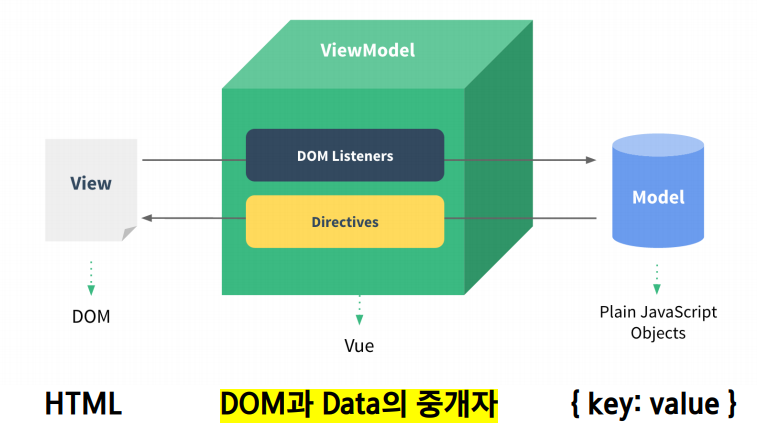 ViewModel
DOM Listeners
View
Model
Directives
DOM
Plain JavaScript
Objects
Vue
HTML
DOM과 Data의 중개자
{ key: value }